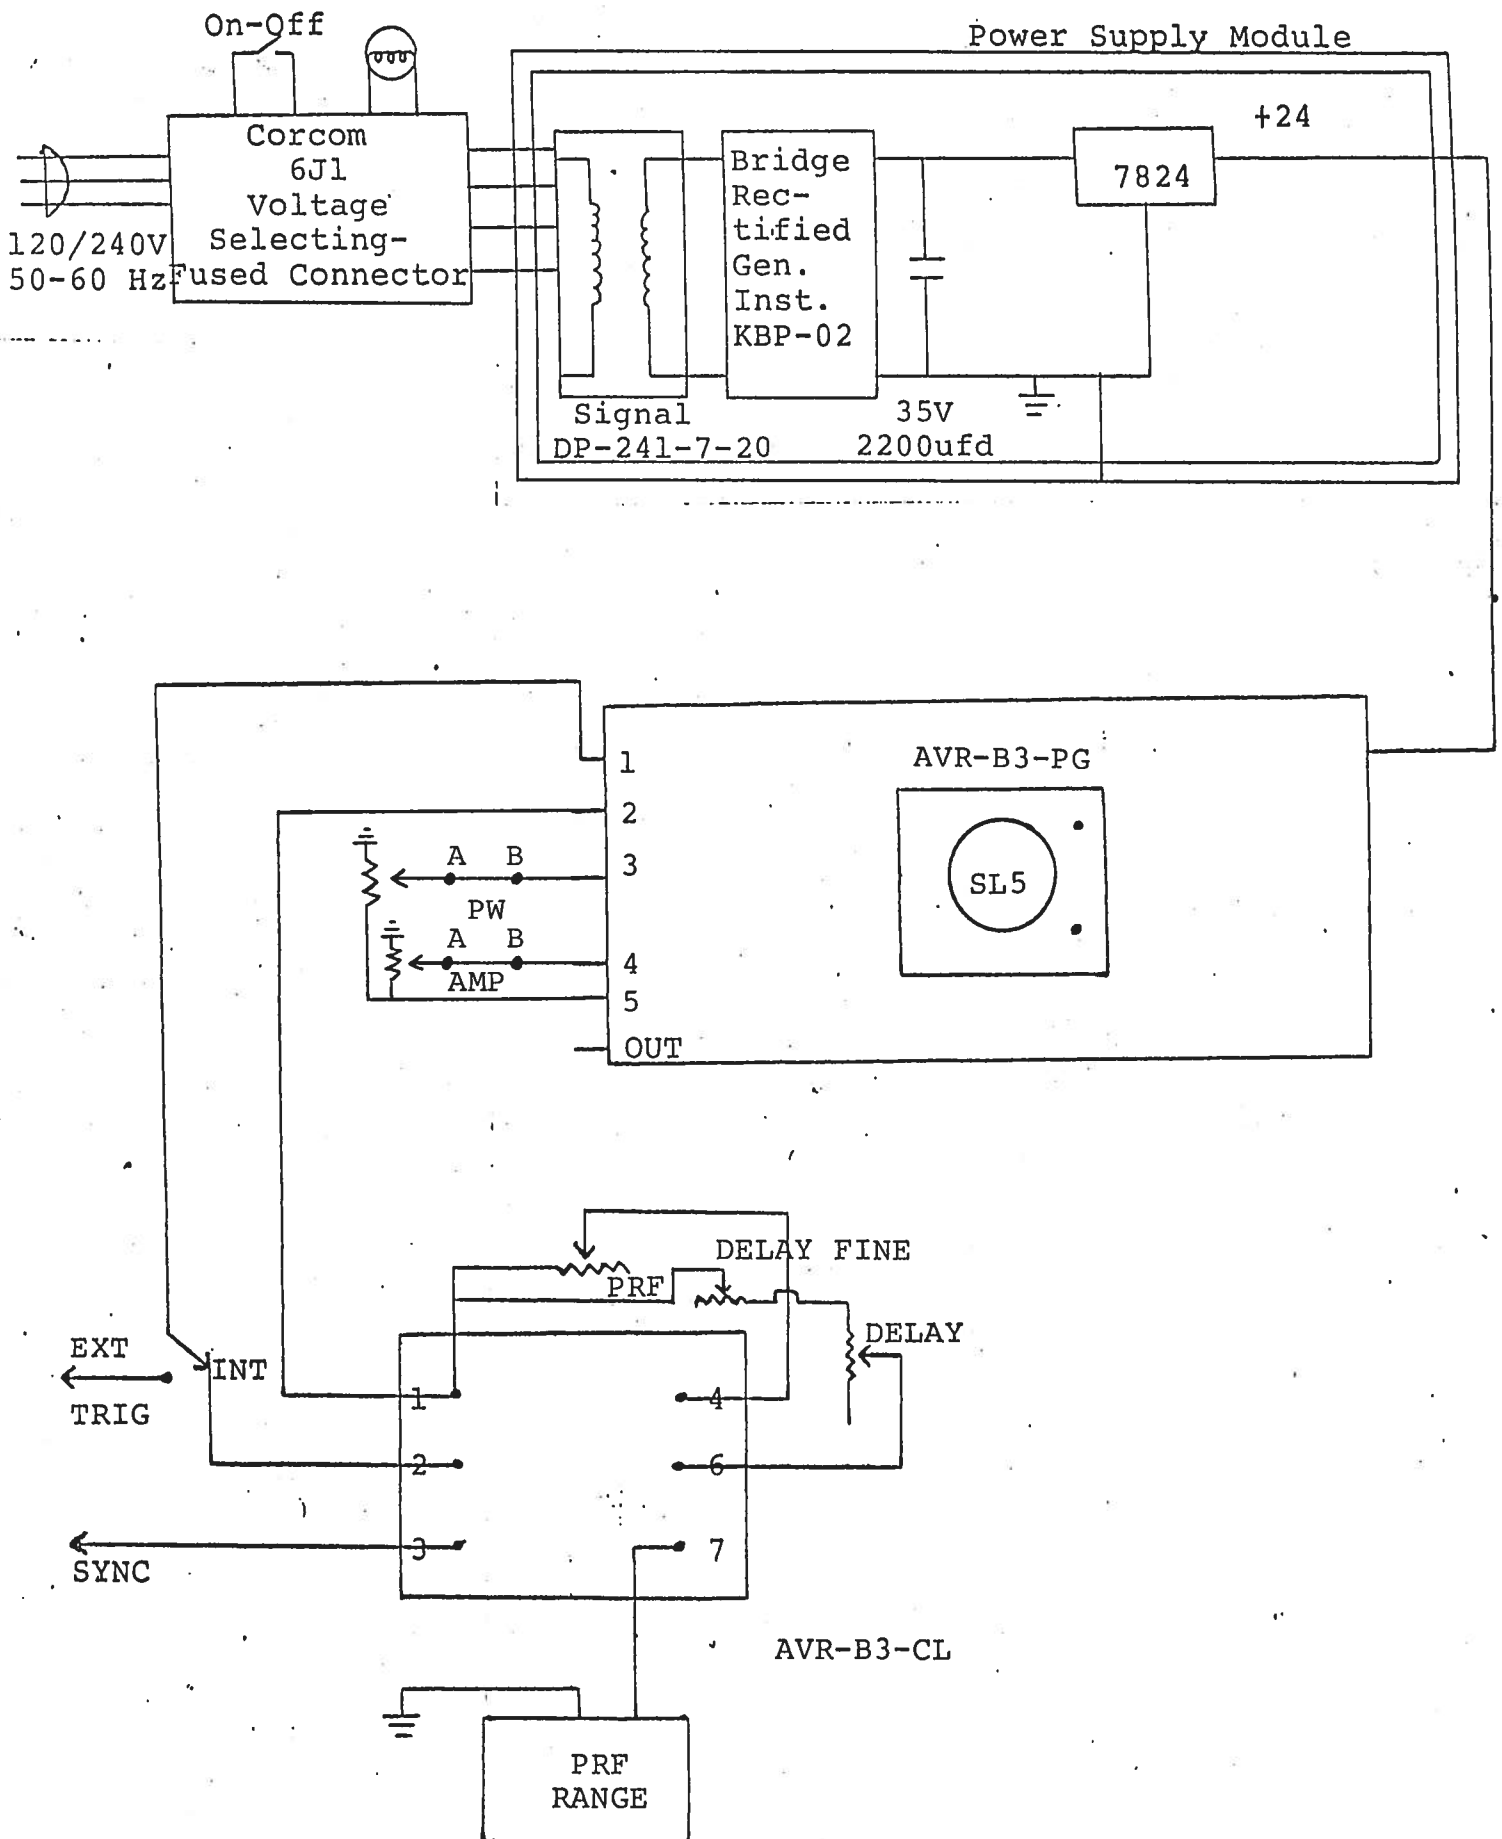 On-Off
Power Supply Module
Corcom
6J1
Voltage
Selecting-
Fused Connector
120/240V
50-60 Hz
Bridge
Rec-
tified
Gen.
Inst.
KBP-02
+24
7824
Signal
DP-241-7-20
35V
2200ufd
AVR-B3-PG
SL5
1
2
3
4
5
OUT
A B
PW
A B
AMP
DELAY FINE
PRF
DELAY
EXT
TRIG
INT
SYNC
1
2
3
4
6
7
AVR-B3-CL
PRF
RANGE